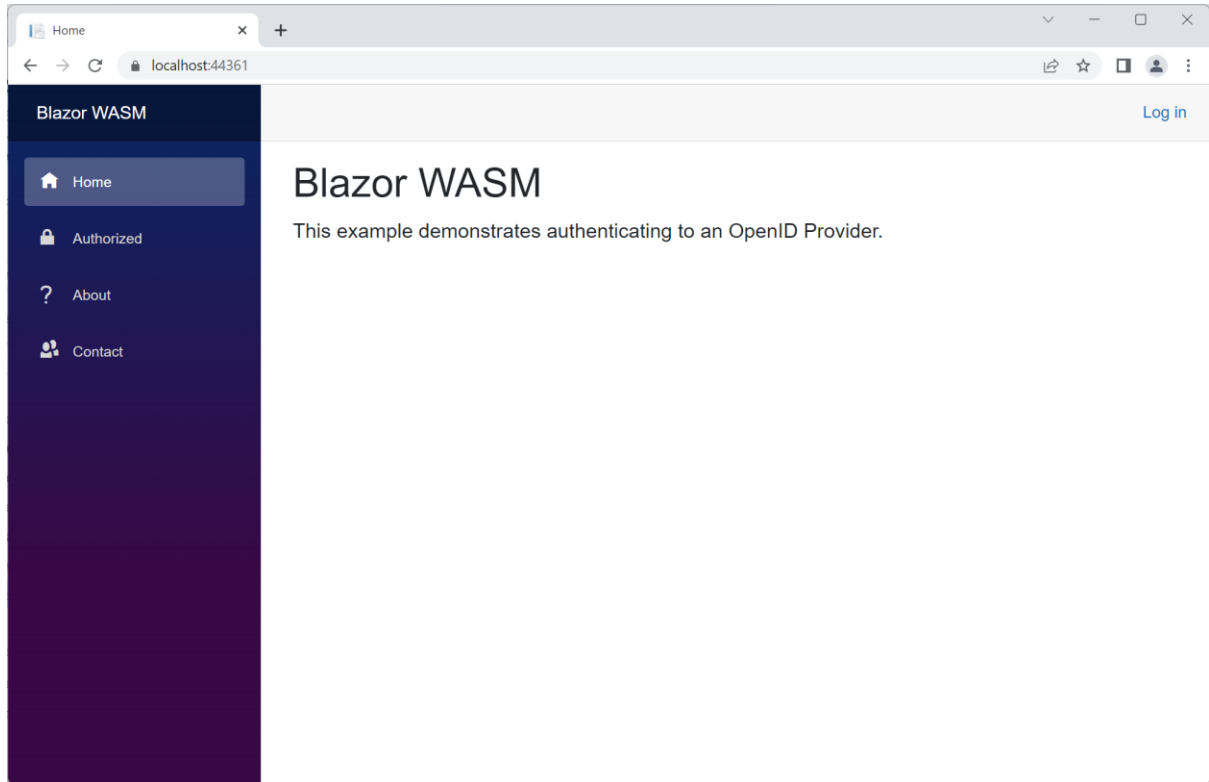 Home
localhost:44361
Blazor WASM
Log in
Home
Authorized
About
Contact
Blazor WASM
This example demonstrates authenticating to an OpenID Provider.